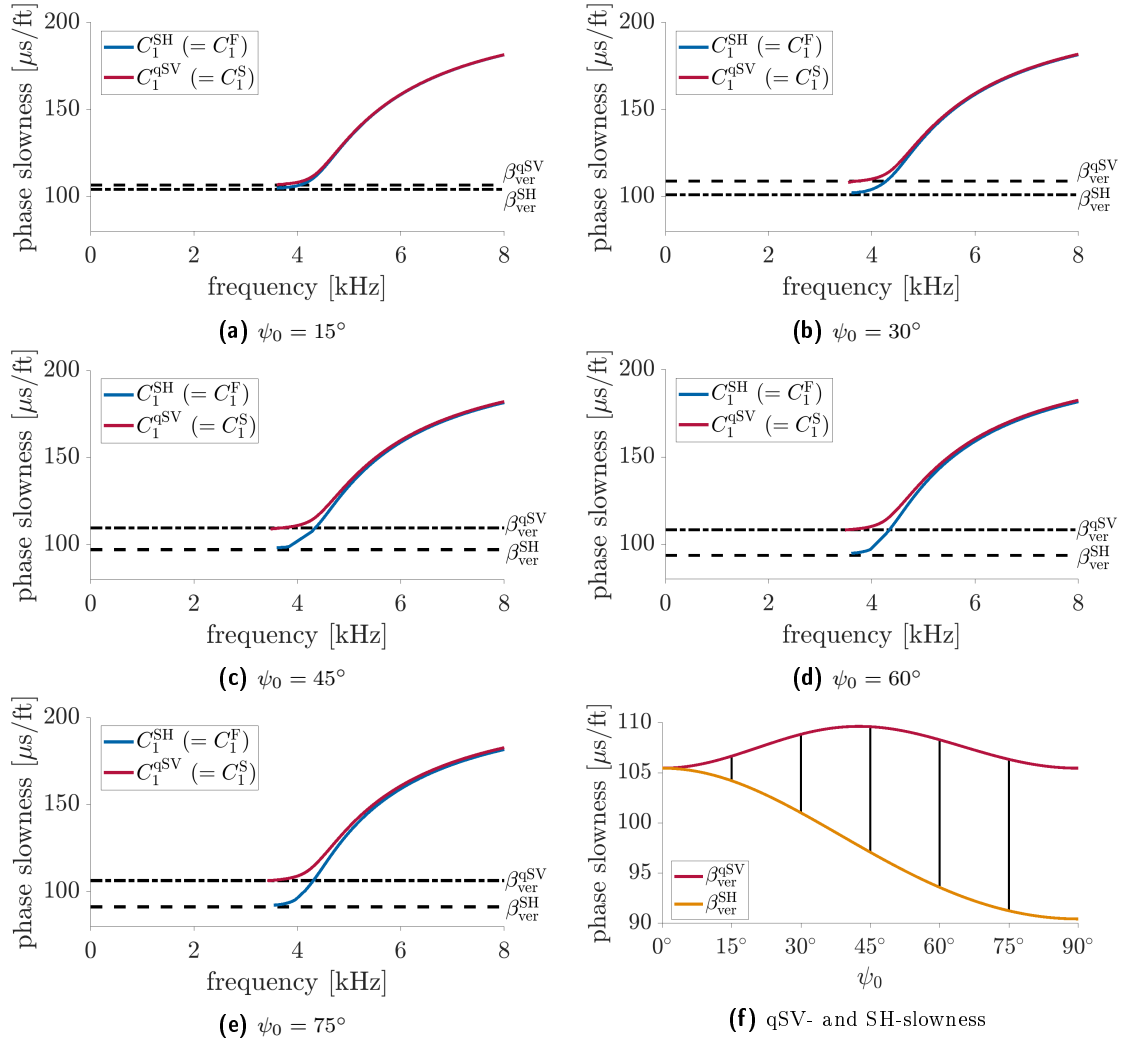 phase slowness [μs/ft]
200
150
100
C₁^SH (= C₁^F)
C₁^qSV (= C₁^S)
β_ver^qSV
β_ver^SH
0 2 4 6 8
frequency [kHz]
(a) ψ₀ = 15°
phase slowness [μs/ft]
200
150
100
C₁^SH (= C₁^F)
C₁^qSV (= C₁^S)
β_ver^qSV
β_ver^SH
0 2 4 6 8
frequency [kHz]
(b) ψ₀ = 30°
phase slowness [μs/ft]
200
150
100
C₁^SH (= C₁^F)
C₁^qSV (= C₁^S)
β_ver^qSV
β_ver^SH
0 2 4 6 8
frequency [kHz]
(c) ψ₀ = 45°
phase slowness [μs/ft]
200
150
100
C₁^SH (= C₁^F)
C₁^qSV (= C₁^S)
β_ver^qSV
β_ver^SH
0 2 4 6 8
frequency [kHz]
(d) ψ₀ = 60°
phase slowness [μs/ft]
200
150
100
C₁^SH (= C₁^F)
C₁^qSV (= C₁^S)
β_ver^qSV
β_ver^SH
0 2 4 6 8
frequency [kHz]
(e) ψ₀ = 75°
phase slowness [μs/ft]
110
105
100
95
90
β_ver^qSV
β_ver^SH
0° 15° 30° 45° 60° 75° 90°
ψ₀
(f) qSV- and SH-slowness